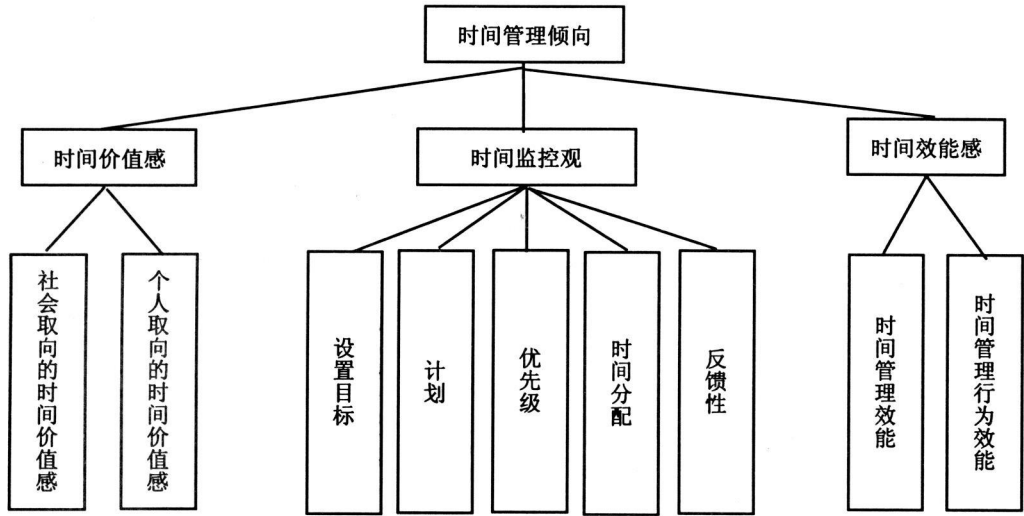 时间管理倾向
时间价值感
时间监控观
时间效能感
社会取向的时间价值感
个人取向的时间价值感
设置目标
计划
优先级
时间分配
反馈性
时间管理效能
时间管理行为效能